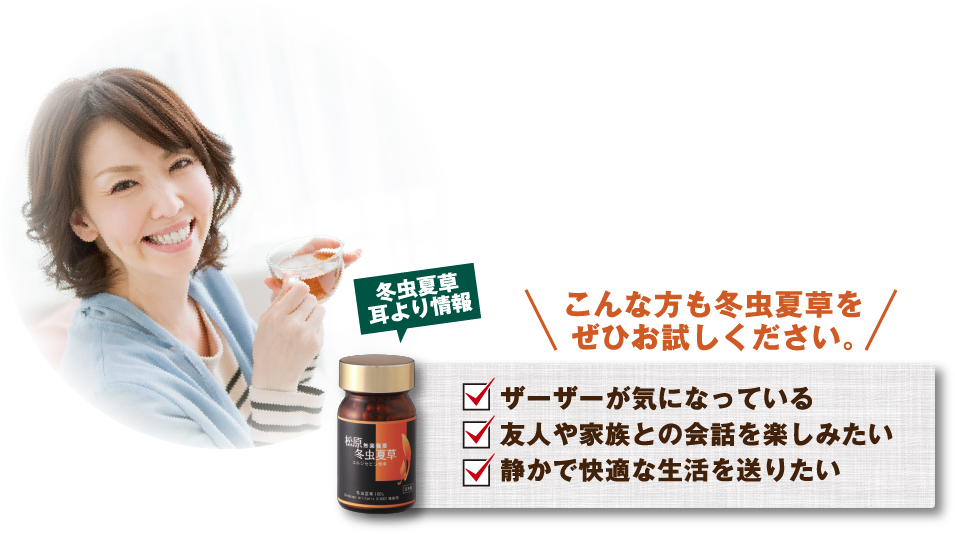 冬虫夏草
耳より情報
こんな方も冬虫夏草を
ぜひお試しください。
ザーザーが気になっている
友人や家族との会話を楽しみたい
静かで快適な生活を送りたい
松原
冬虫夏草